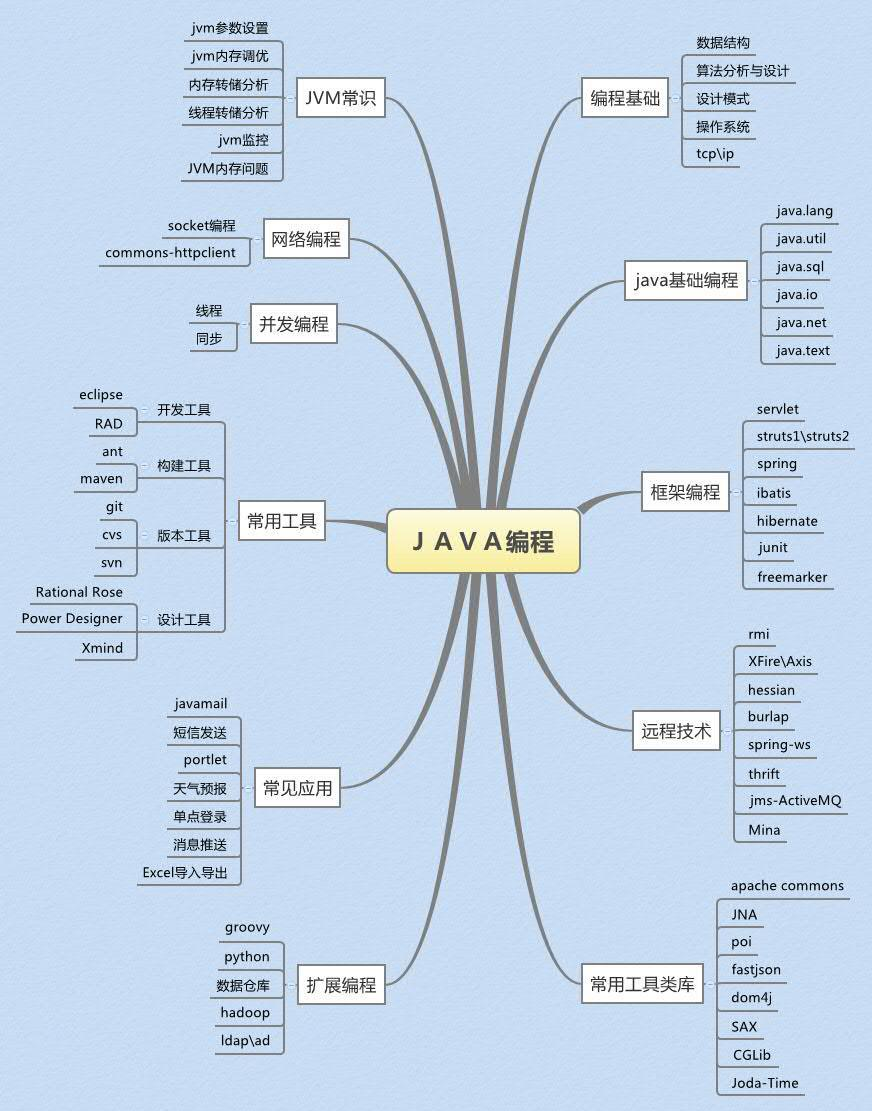 JAVA编程
编程基础
数据结构
算法分析与设计
设计模式
操作系统
tcp\ip
java基础编程
java.lang
java.util
java.sql
java.io
java.net
java.text
框架编程
servlet
struts1\struts2
spring
ibatis
hibernate
junit
freemarker
远程技术
rmi
XFire\Axis
hessian
burlap
spring-ws
thrift
jms-ActiveMQ
Mina
常用工具类库
apache commons
JNA
poi
fastjson
dom4j
SAX
CGLib
Joda-Time
JVM常识
jvm参数设置
jvm内存调优
内存转储分析
线程转储分析
jvm监控
JVM内存问题
网络编程
socket编程
commons-httpclient
并发编程
线程
同步
常用工具
开发工具
eclipse
RAD
构建工具
ant
maven
版本工具
git
cvs
svn
设计工具
Rational Rose
Power Designer
Xmind
常见应用
javamail
短信发送
portlet
天气预报
单点登录
消息推送
Excel导入导出
扩展编程
groovy
python
数据仓库
hadoop
ldap\ad